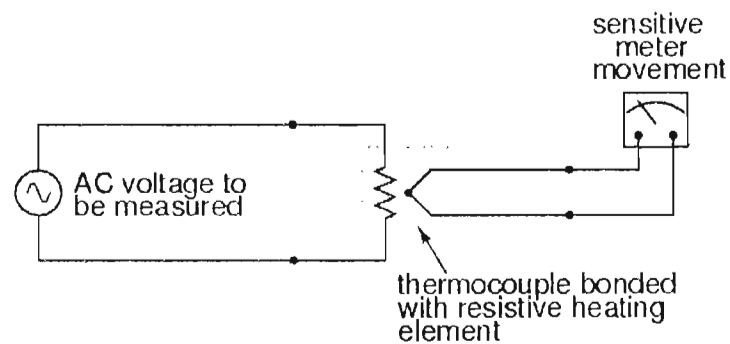 sensitive
meter
movement
AC voltage to
be measured
thermocouple bonded
with resistive heating
element